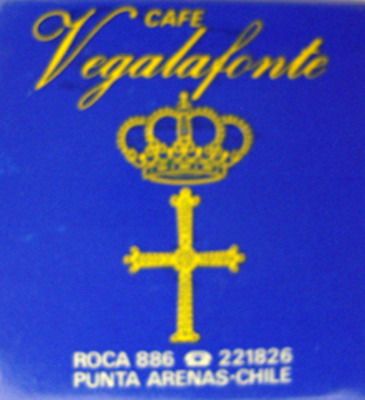 CAFE
Vegalafonte
ROCA 886 ☎ 221826
PUNTA ARENAS-CHILE